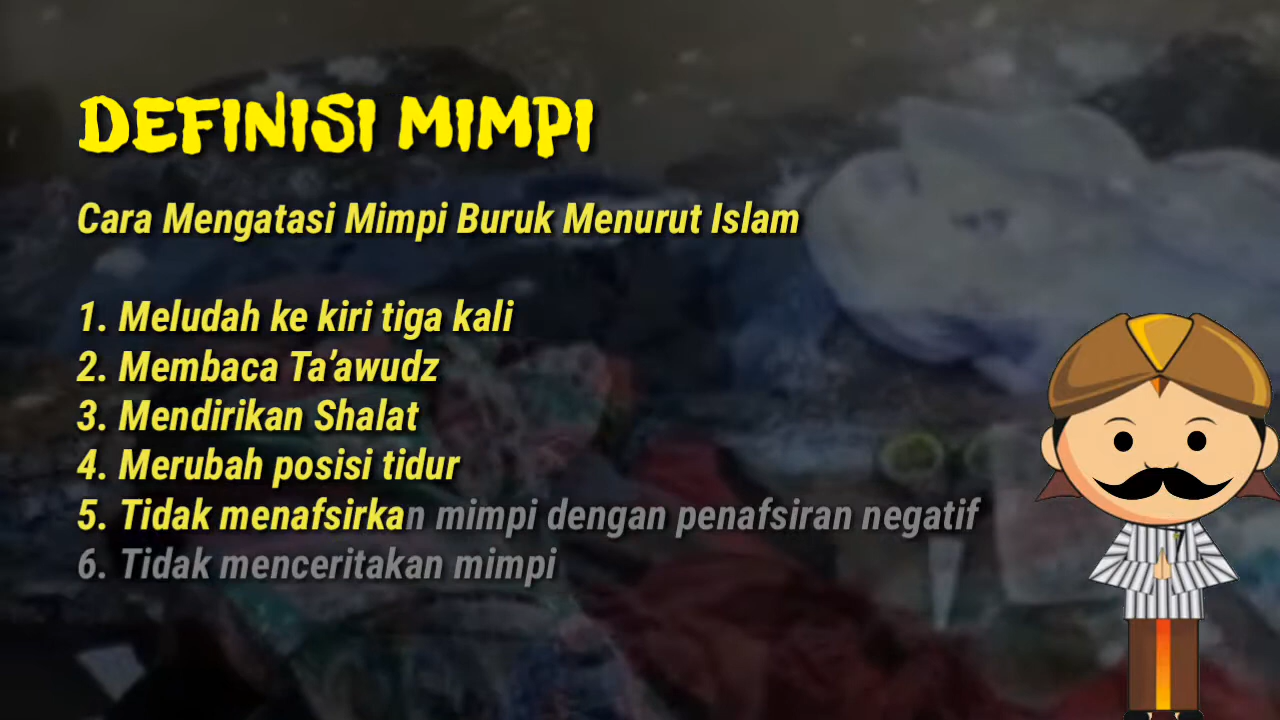 DEFINISI MIMPI
Cara Mengatasi Mimpi Buruk Menurut Islam
1. Meludah ke kiri tiga kali
2. Membaca Ta’awudz
3. Mendirikan Shalat
4. Merubah posisi tidur
5. Tidak menafsirkan mimpi dengan penafsiran negatif
6. Tidak menceritakan mimpi